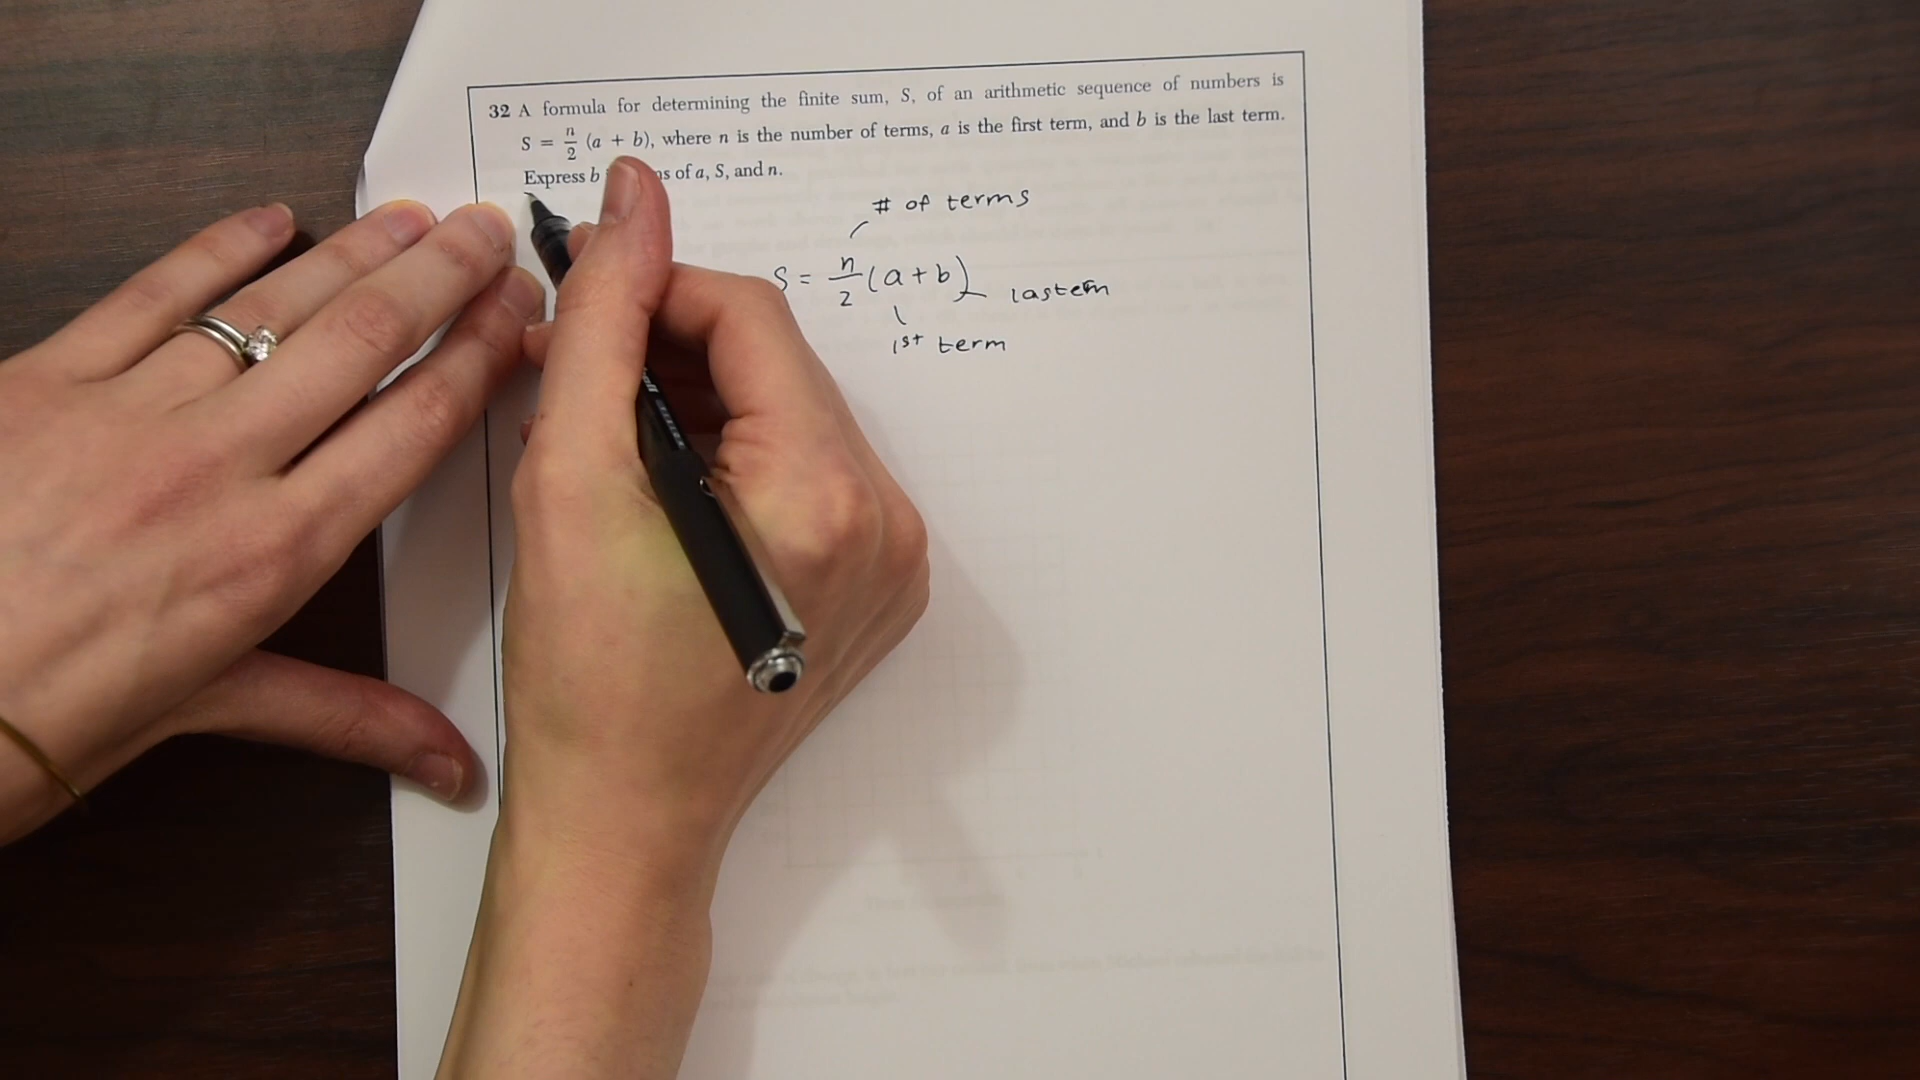 32 A formula for determining the finite sum, S, of an arithmetic sequence of numbers is
S = n/2 (a + b), where n is the number of terms, a is the first term, and b is the last term.
Express b of a, S, and n.
# of terms
S = n/2 (a+b)
1st term